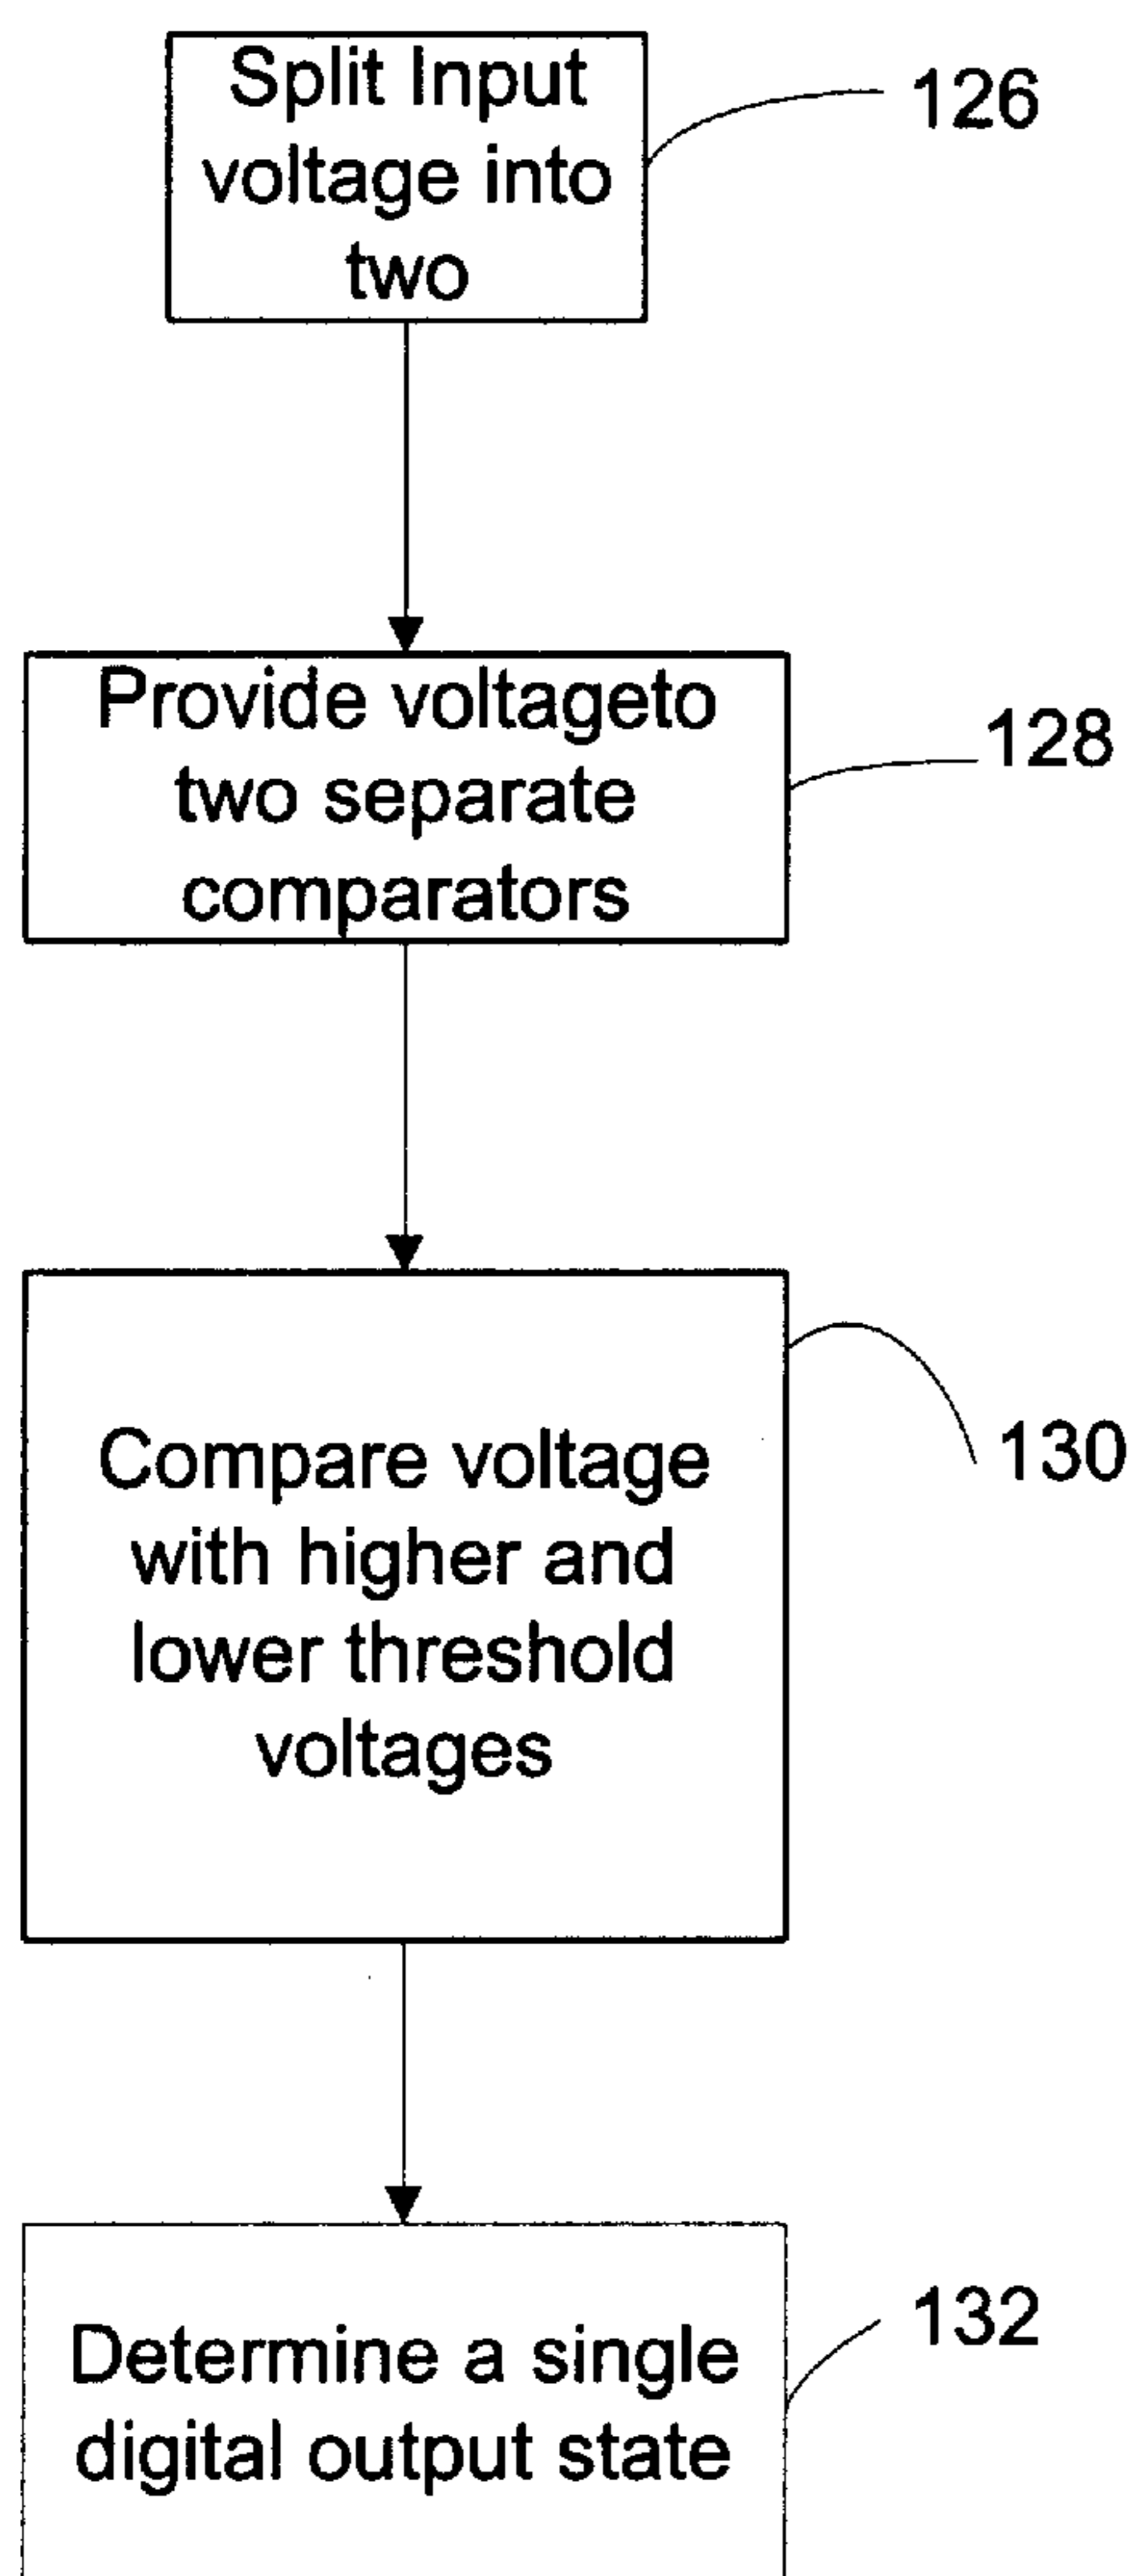 Split Input
voltage into
two
126
Provide voltageto
two separate
comparators
128
Compare voltage
with higher and
lower threshold
voltages
130
Determine a single
digital output state
132